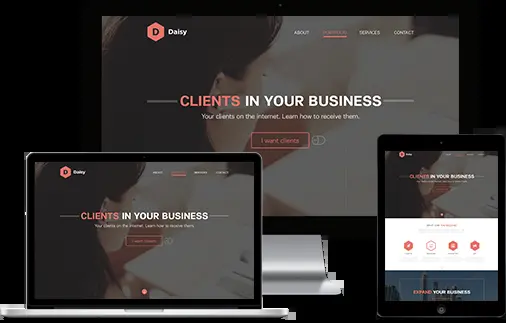 D Daisy
ABOUT PORTFOLIO SERVICES CONTACT
CLIENTS IN YOUR BUSINESS
Your clients on the internet. Learn how to receive them.
I want clients
D Daisy
ABOUT SERVICES CONTACT
CLIENTS IN YOUR BUSINESS
Your clients on the internet. Learn how to receive them.
I want clients
Daisy
CLIENTS IN YOUR BUSINESS
EXPAND YOUR BUSINESS